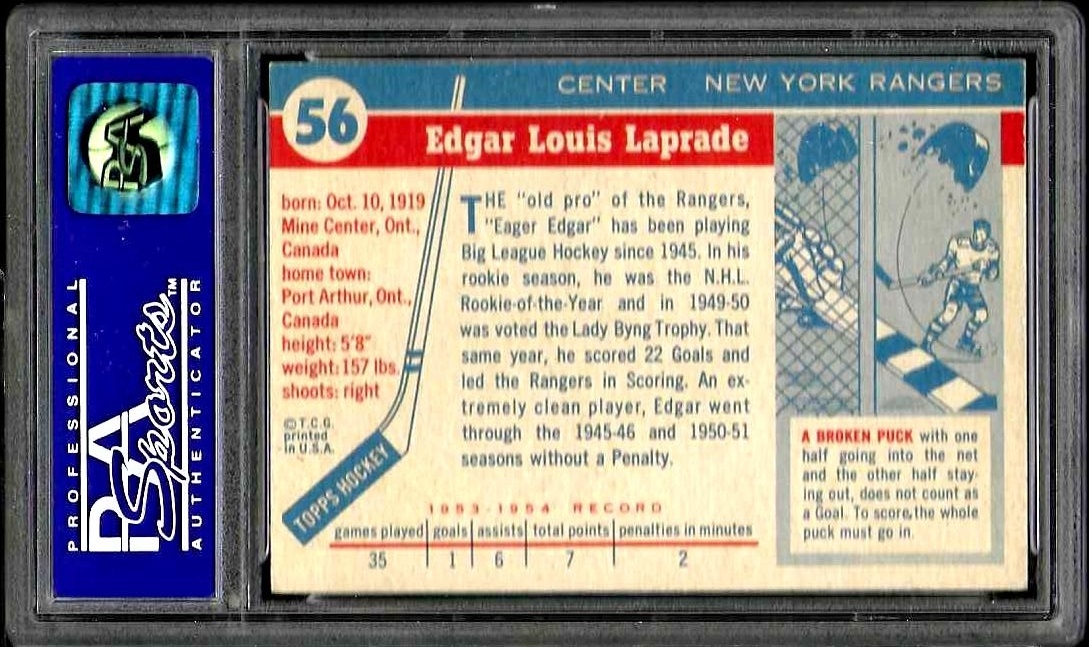 PSA
PROFESSIONAL
PSA
Sports™
AUTHENTICATOR
56
CENTER NEW YORK RANGERS
Edgar Louis Laprade
born: Oct. 10, 1919
Mine Center, Ont.,
Canada
home town:
Port Arthur, Ont.,
Canada
height: 5'8"
weight: 157 lbs.
shoots: right
©T.C.G.
printed
in U.S.A.
TOPPS HOCKEY
THE "old pro" of the Rangers,
"Eager Edgar" has been playing
Big League Hockey since 1945. In his
rookie season, he was the N.H.L.
Rookie-of-the-Year and in 1949-50
was voted the Lady Byng Trophy. That
same year, he scored 22 Goals and
led the Rangers in Scoring. An ex-
tremely clean player, Edgar went
through the 1945-46 and 1950-51
seasons without a Penalty.
1953-1954 RECORD
games played goals assists total points penalties in minutes
35 1 6 7 2
A BROKEN PUCK with one
half going into the net
and the other half stay-
ing out, does not count as
a Goal. To score, the whole
puck must go in.